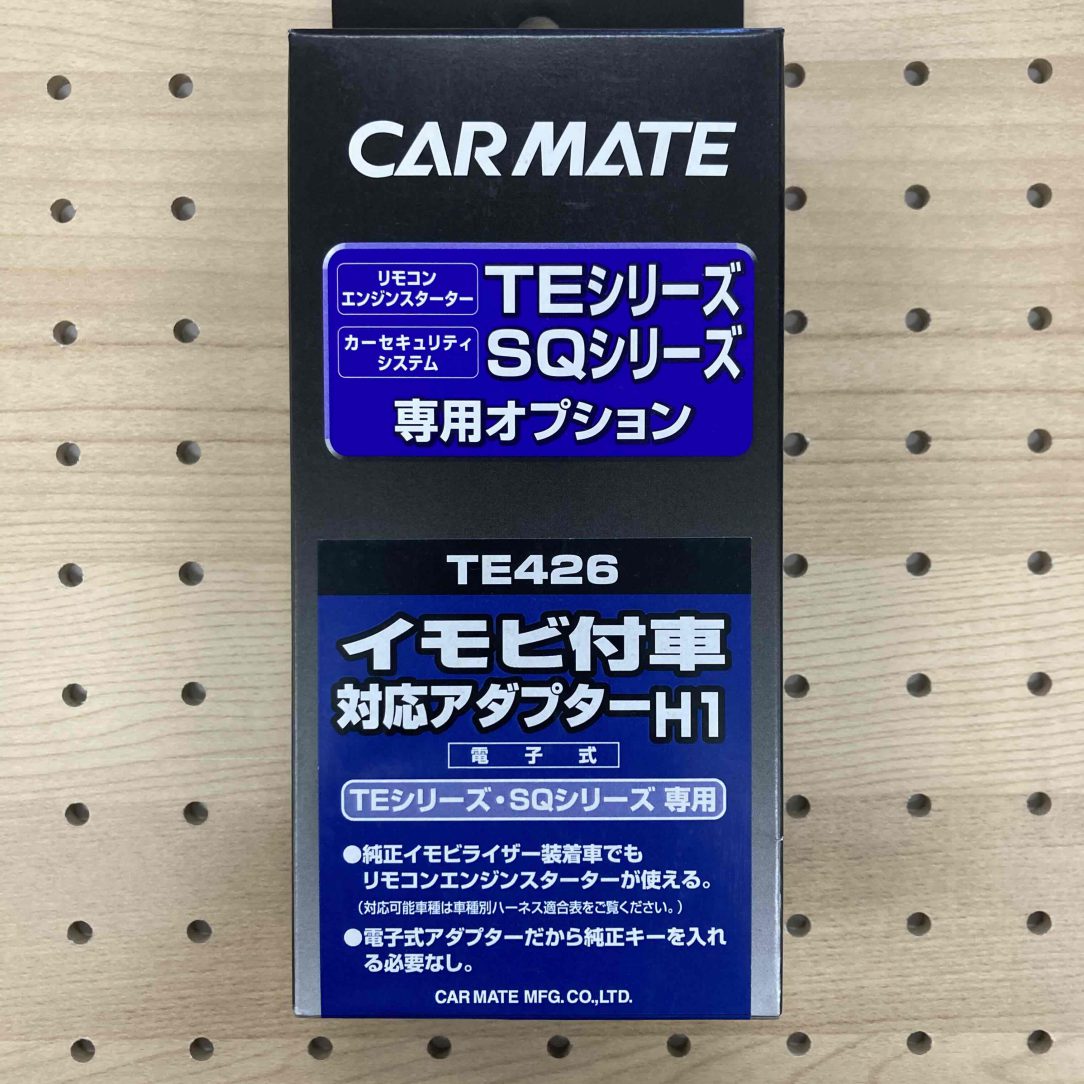 CAR MATE
リモコン
エンジンスターター
TEシリーズ
カーセキュリティ
システム
SQシリーズ
専用オプション
TE426
イモビ付車
対応アダプターH1
電子式
TEシリーズ・SQシリーズ 専用
●純正イモビライザー装着車でも
リモコンエンジンスターターが使える。
(対応可能車種は車種別ハーネス適合表をご覧ください。)
●電子式アダプターだから純正キーを入れ
る必要なし。
CAR MATE MFG. CO.,LTD.